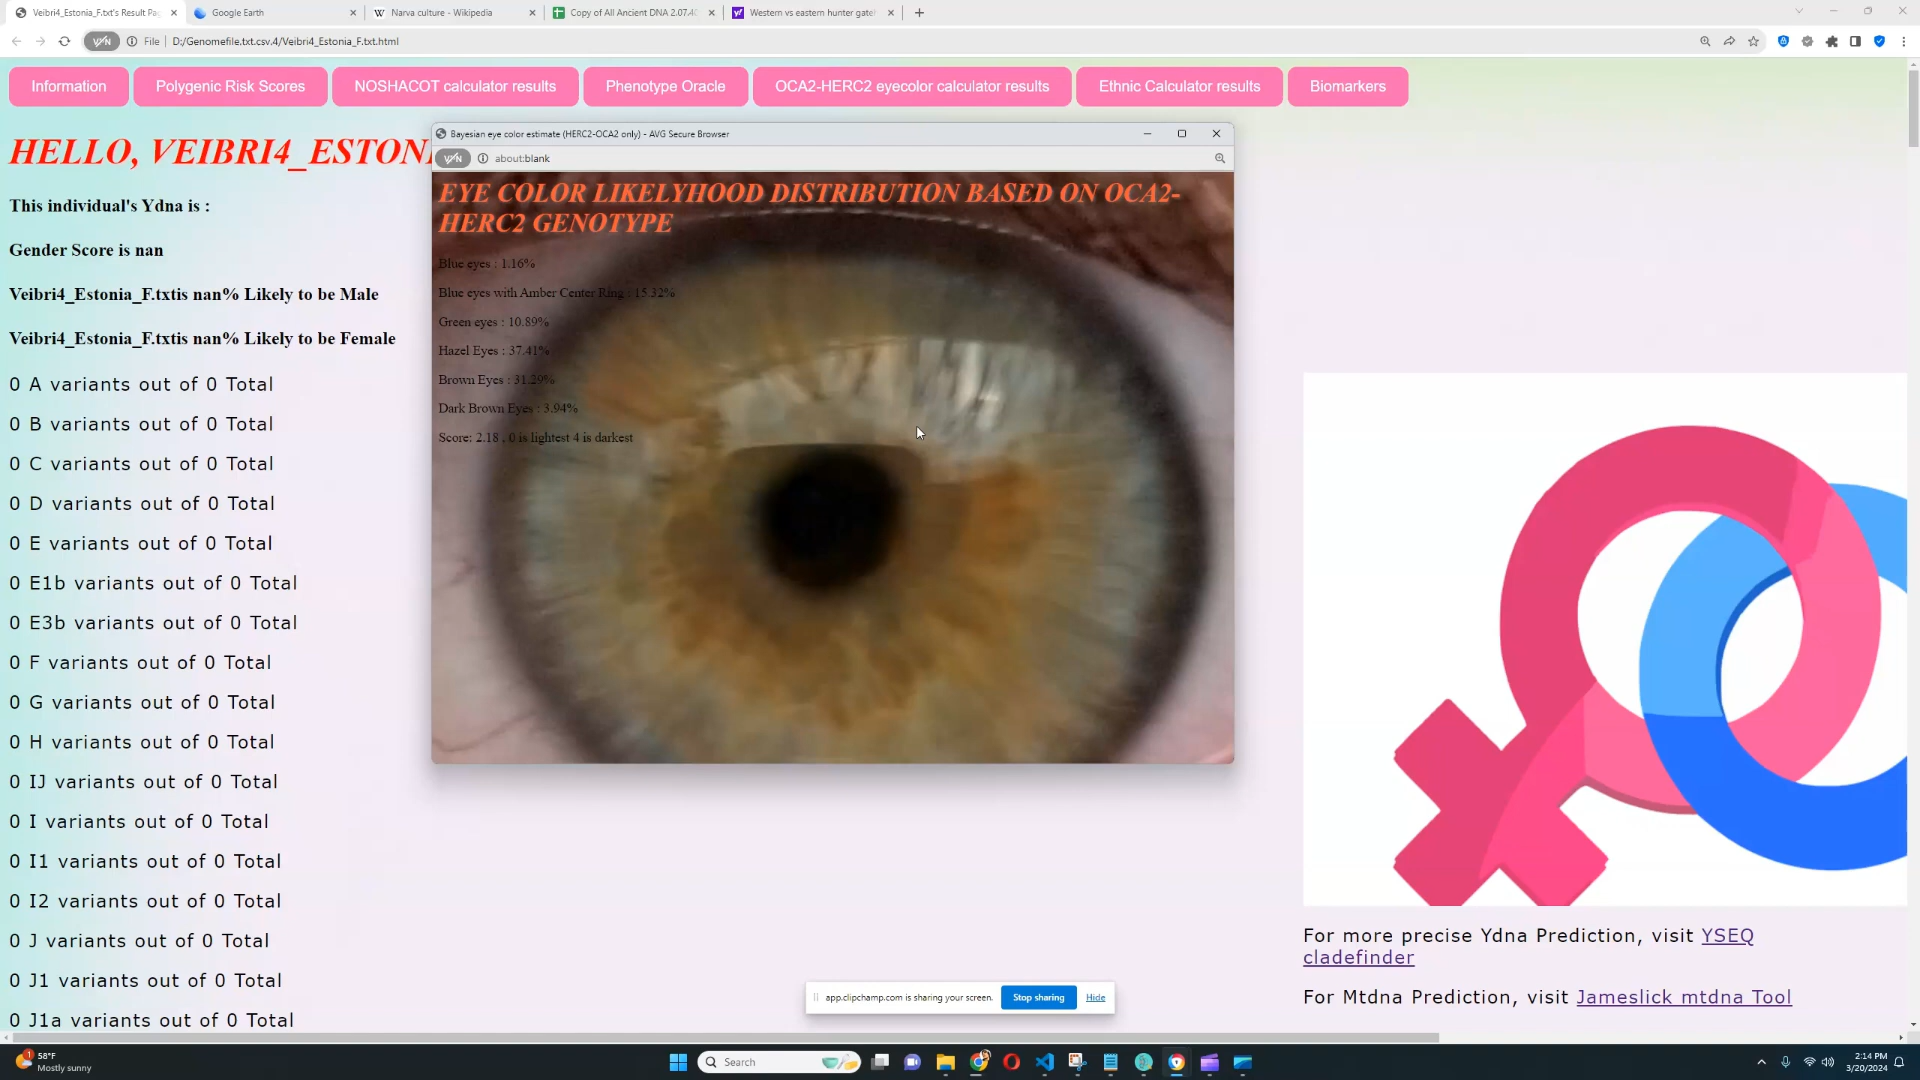 Veibri4_Estonia_F.txt's Result Pa
Google Earth
Narva culture - Wikipedia
Copy of All Ancient DNA 2.07.40
Western vs eastern hunter gathe
File
D:/Genomefile.txt.csv.4/Veibri4_Estonia_F.txt.html
Information
Polygenic Risk Scores
NOSHACOT calculator results
Phenotype Oracle
OCA2-HERC2 eyecolor calculator results
Ethnic Calculator results
Biomarkers
HELLO, VEIBRI4_ESTON
This individual's Ydna is :
Gender Score is nan
Veibri4_Estonia_F.txtis nan% Likely to be Male
Veibri4_Estonia_F.txtis nan% Likely to be Female
0 A variants out of 0 Total
0 B variants out of 0 Total
0 C variants out of 0 Total
0 D variants out of 0 Total
0 E variants out of 0 Total
0 E1b variants out of 0 Total
0 E3b variants out of 0 Total
0 F variants out of 0 Total
0 G variants out of 0 Total
0 H variants out of 0 Total
0 IJ variants out of 0 Total
0 I variants out of 0 Total
0 I1 variants out of 0 Total
0 I2 variants out of 0 Total
0 J variants out of 0 Total
0 J1 variants out of 0 Total
0 J1a variants out of 0 Total
Bayesian eye color estimate (HERC2-OCA2 only) - AVG Secure Browser
about:blank
EYE COLOR LIKELYHOOD DISTRIBUTION BASED ON OCA2-
HERC2 GENOTYPE
Blue eyes : 1.16%
Blue eyes with Amber Center Ring : 15.32%
Green eyes : 10.89%
Hazel Eyes : 37.41%
Brown Eyes : 31.29%
Dark Brown Eyes : 3.94%
Score: 2.18 , 0 is lightest 4 is darkest
For more precise Ydna Prediction, visit YSEQ
cladefinder
For Mtdna Prediction, visit Jameslick mtdna Tool
app.clipchamp.com is sharing your screen.
Stop sharing
Hide
1
58°F
Mostly sunny
Search
2:14 PM
3/20/2024